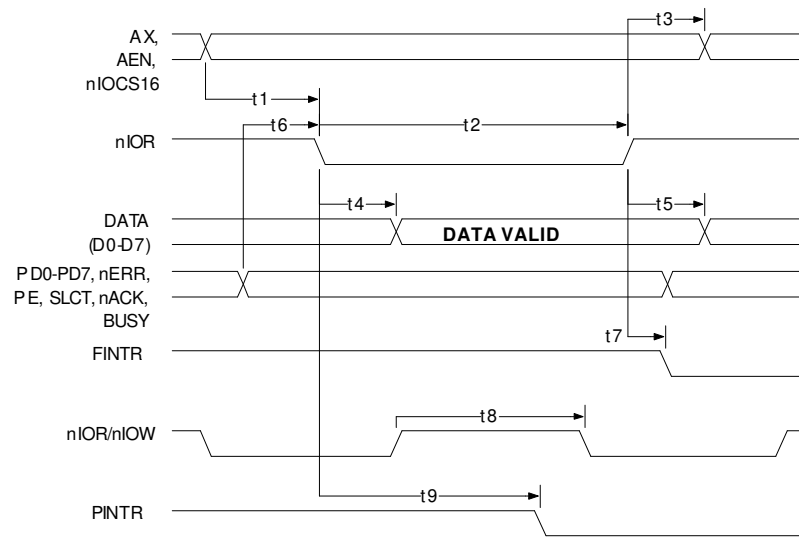 t3
AX,
AEN,
nIOCS16
t1
t6
t2
nIOR
t4
t5
DATA
(D0-D7)
DATA VALID
PD0-PD7, nERR,
PE, SLCT, nACK,
BUSY
t7
FINTR
t8
nIOR/nIOW
t9
PINTR